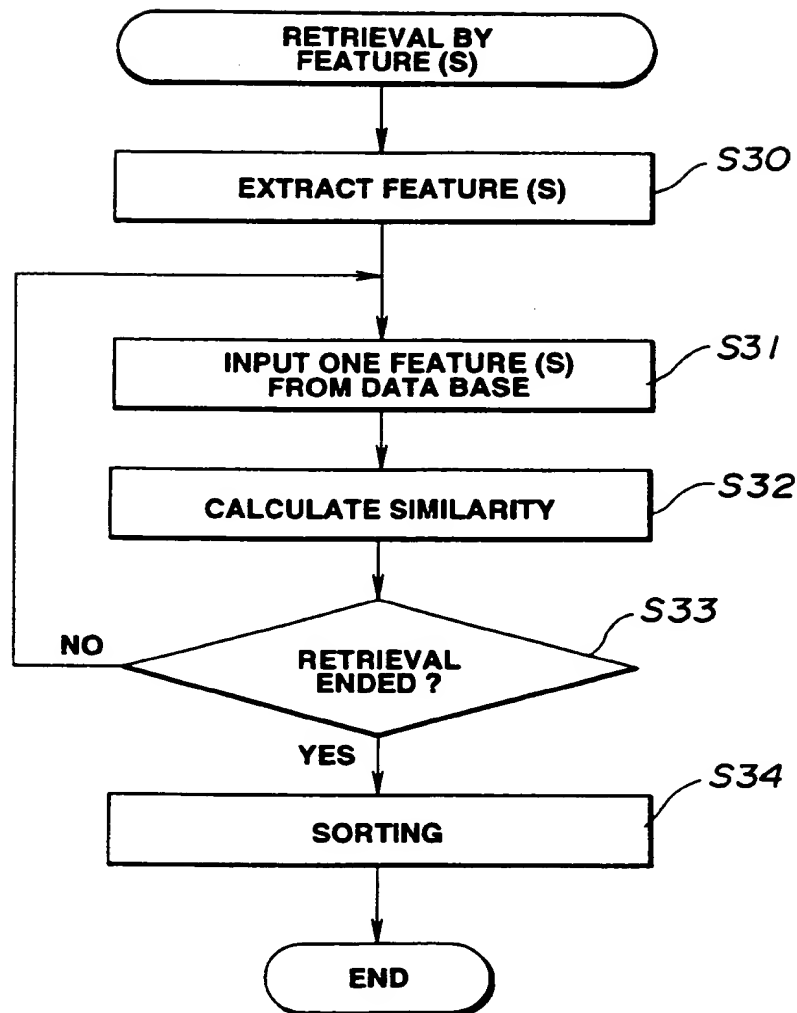 RETRIEVAL BY
FEATURE (S)
S30
EXTRACT FEATURE (S)
S31
INPUT ONE FEATURE (S)
FROM DATA BASE
S32
CALCULATE SIMILARITY
S33
NO
RETRIEVAL
ENDED ?
YES
S34
SORTING
END